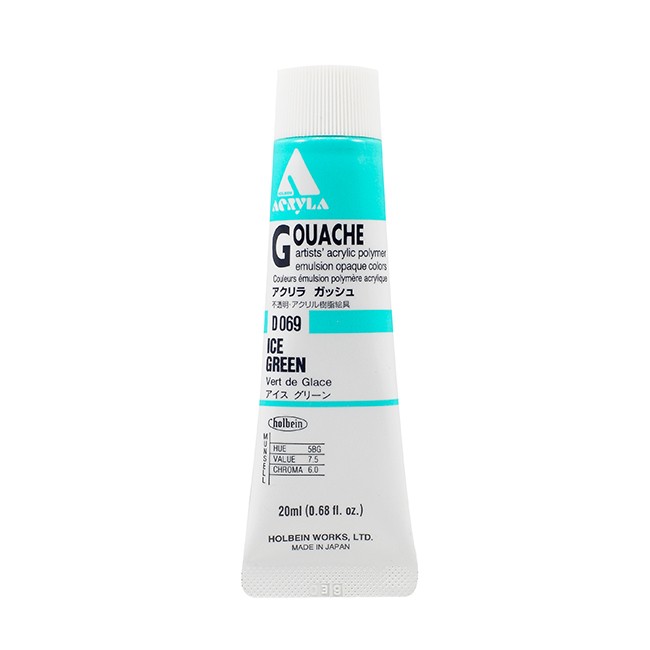 HOLBEIN
ACRYLA
GOUACHE
artists' acrylic polymer
emulsion opaque colors
Couleurs émulsion polymère acrylique
アクリラ ガッシュ
不透明・アクリル樹脂絵具
D 069
ICE
GREEN
Vert de Glace
アイス グリーン
holbein
MUNSELL
HUE 5BG
VALUE 7.5
CHROMA 6.0
20ml (0.68 fl. oz.)
HOLBEIN WORKS, LTD.
MADE IN JAPAN